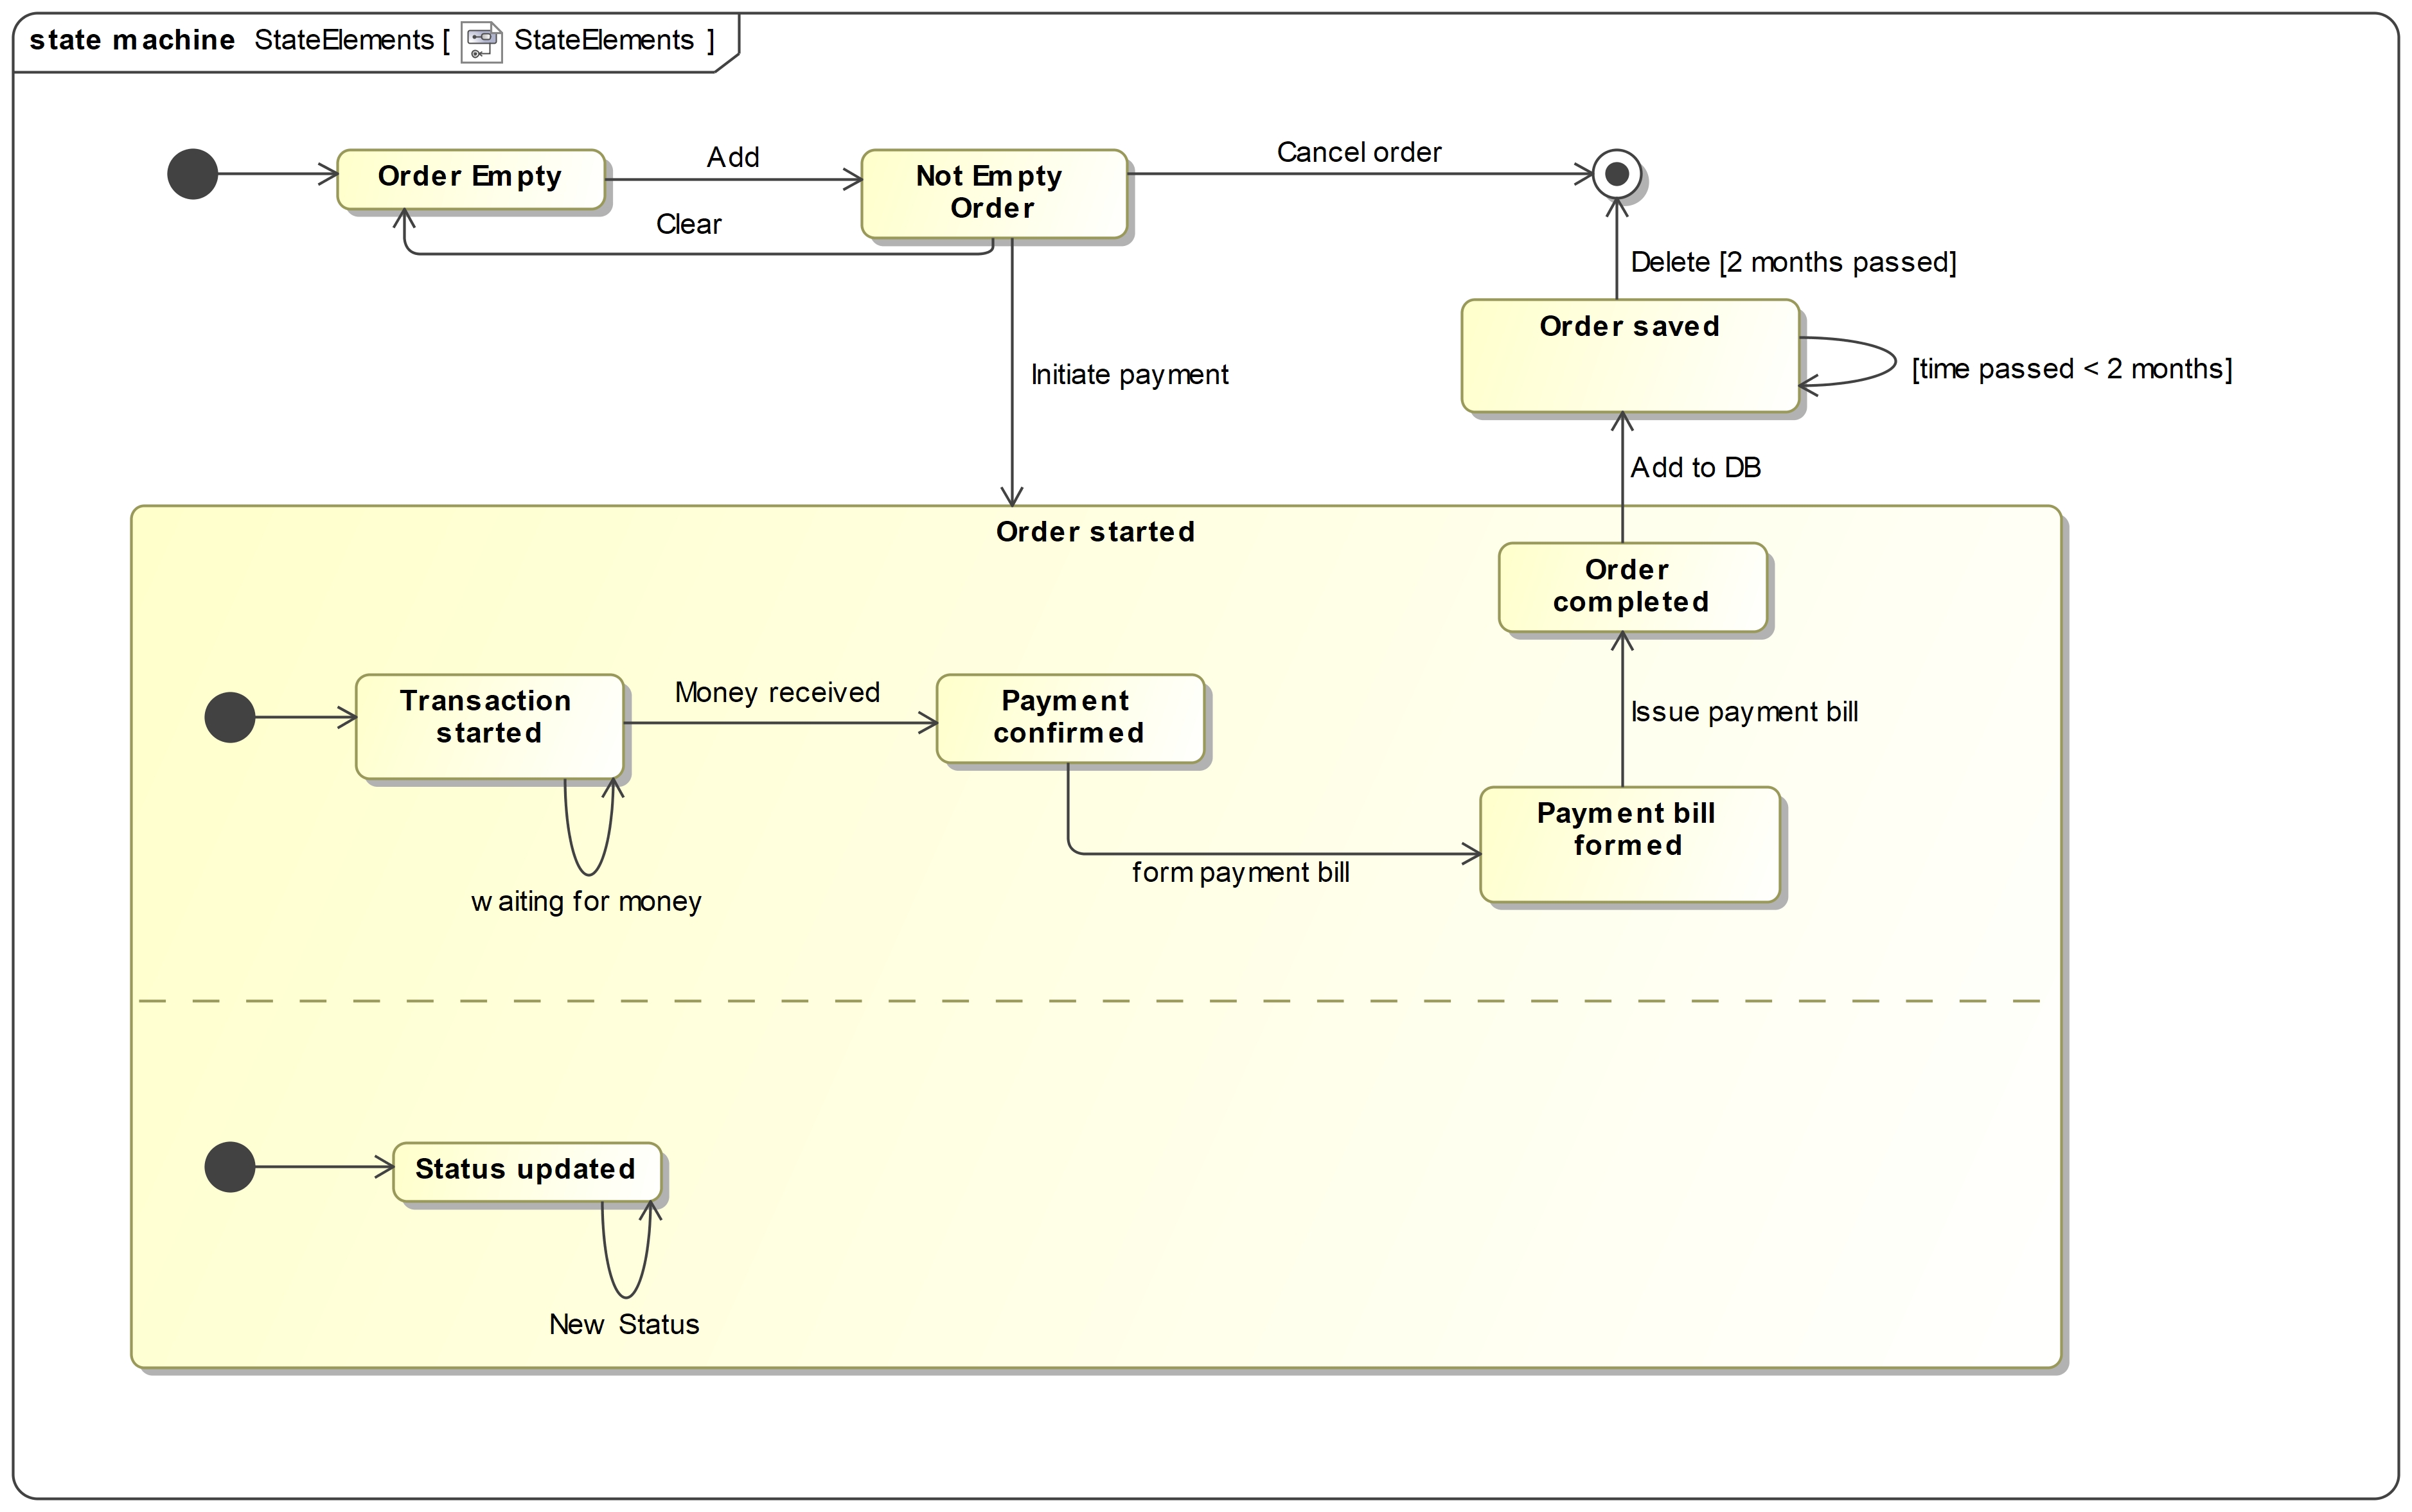 state machine StateElements [ StateElements ]
Order Empty
Add
Not Empty
Order
Cancel order
Clear
Delete [2 months passed]
Order saved
[time passed < 2 months]
Initiate payment
Add to DB
Order started
Order
completed
Transaction
started
Money received
Payment
confirmed
Issue payment bill
Payment bill
formed
form payment bill
waiting for money
Status updated
New Status